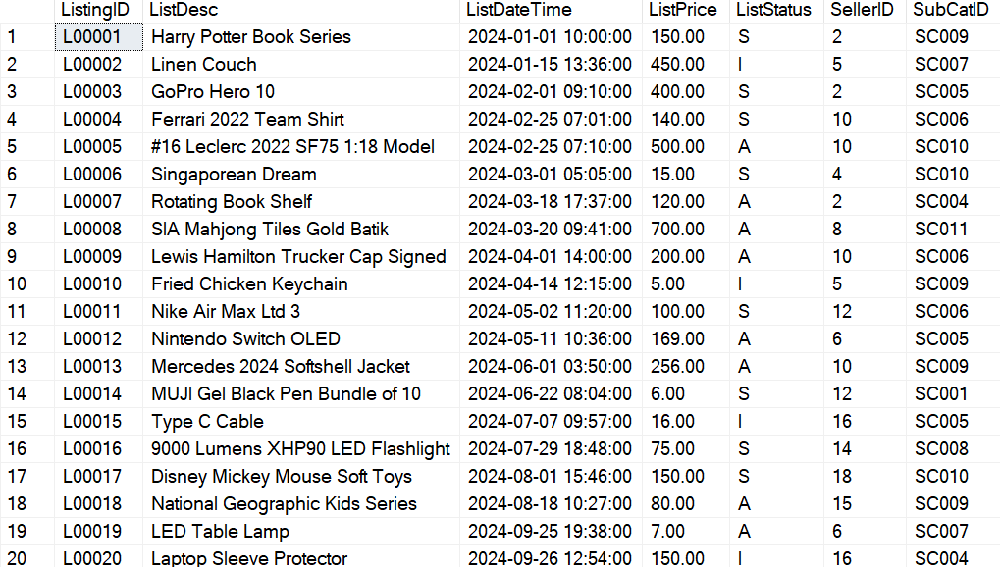 ListingID ListDesc ListDateTime ListPrice ListStatus SellerID SubCatID
1 L00001 Harry Potter Book Series 2024-01-01 10:00:00 150.00 S 2 SC009
2 L00002 Linen Couch 2024-01-15 13:36:00 450.00 I 5 SC007
3 L00003 GoPro Hero 10 2024-02-01 09:10:00 400.00 S 2 SC005
4 L00004 Ferrari 2022 Team Shirt 2024-02-25 07:01:00 140.00 S 10 SC006
5 L00005 #16 Leclerc 2022 SF75 1:18 Model 2024-02-25 07:10:00 500.00 A 10 SC010
6 L00006 Singaporean Dream 2024-03-01 05:05:00 15.00 S 4 SC010
7 L00007 Rotating Book Shelf 2024-03-18 17:37:00 120.00 A 2 SC004
8 L00008 SIA Mahjong Tiles Gold Batik 2024-03-20 09:41:00 700.00 A 8 SC011
9 L00009 Lewis Hamilton Trucker Cap Signed 2024-04-01 14:00:00 200.00 A 10 SC006
10 L00010 Fried Chicken Keychain 2024-04-14 12:15:00 5.00 I 5 SC009
11 L00011 Nike Air Max Ltd 3 2024-05-02 11:20:00 100.00 S 12 SC006
12 L00012 Nintendo Switch OLED 2024-05-11 10:36:00 169.00 A 6 SC005
13 L00013 Mercedes 2024 Softshell Jacket 2024-06-01 03:50:00 256.00 A 10 SC009
14 L00014 MUJI Gel Black Pen Bundle of 10 2024-06-22 08:04:00 6.00 S 12 SC001
15 L00015 Type C Cable 2024-07-07 09:57:00 16.00 I 16 SC005
16 L00016 9000 Lumens XHP90 LED Flashlight 2024-07-29 18:48:00 75.00 S 14 SC008
17 L00017 Disney Mickey Mouse Soft Toys 2024-08-01 15:46:00 150.00 S 18 SC010
18 L00018 National Geographic Kids Series 2024-08-18 10:27:00 80.00 A 15 SC009
19 L00019 LED Table Lamp 2024-09-25 19:38:00 7.00 A 6 SC007
20 L00020 Laptop Sleeve Protector 2024-09-26 12:54:00 150.00 I 16 SC004